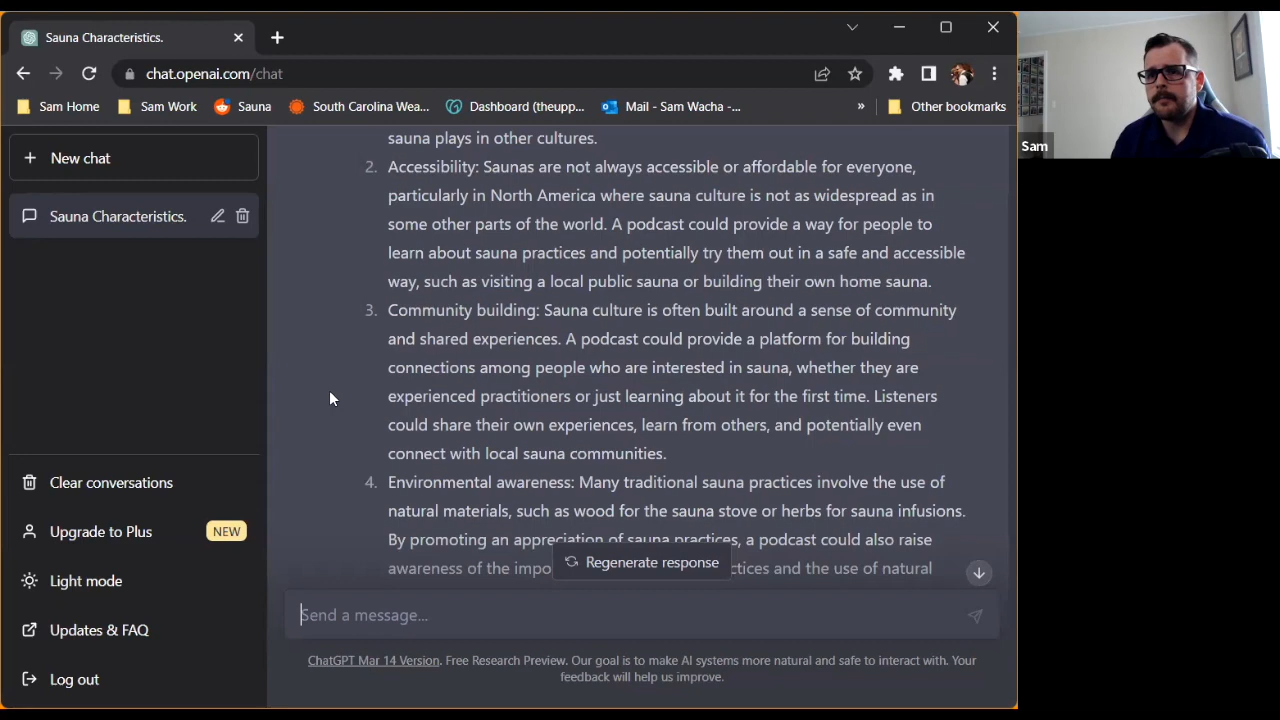 Sauna Characteristics.
chat.openai.com/chat
Sam Home
Sam Work
Sauna
South Carolina Wea...
Dashboard (theupp...
Mail - Sam Wacha -...
»
Other bookmarks
Sam
New chat
Sauna Characteristics.
Clear conversations
Upgrade to Plus
NEW
Light mode
Updates & FAQ
Log out
sauna plays in other cultures.
2. Accessibility: Saunas are not always accessible or affordable for everyone,
particularly in North America where sauna culture is not as widespread as in
some other parts of the world. A podcast could provide a way for people to
learn about sauna practices and potentially try them out in a safe and accessible
way, such as visiting a local public sauna or building their own home sauna.
3. Community building: Sauna culture is often built around a sense of community
and shared experiences. A podcast could provide a platform for building
connections among people who are interested in sauna, whether they are
experienced practitioners or just learning about it for the first time. Listeners
could share their own experiences, learn from others, and potentially even
connect with local sauna communities.
4. Environmental awareness: Many traditional sauna practices involve the use of
natural materials, such as wood for the sauna stove or herbs for sauna infusions.
By promoting an appreciation of sauna practices, a podcast could also raise
awareness of the impo
ctices and the use of natural
Regenerate response
Send a message...
ChatGPT Mar 14 Version. Free Research Preview. Our goal is to make AI systems more natural and safe to interact with. Your
feedback will help us improve.